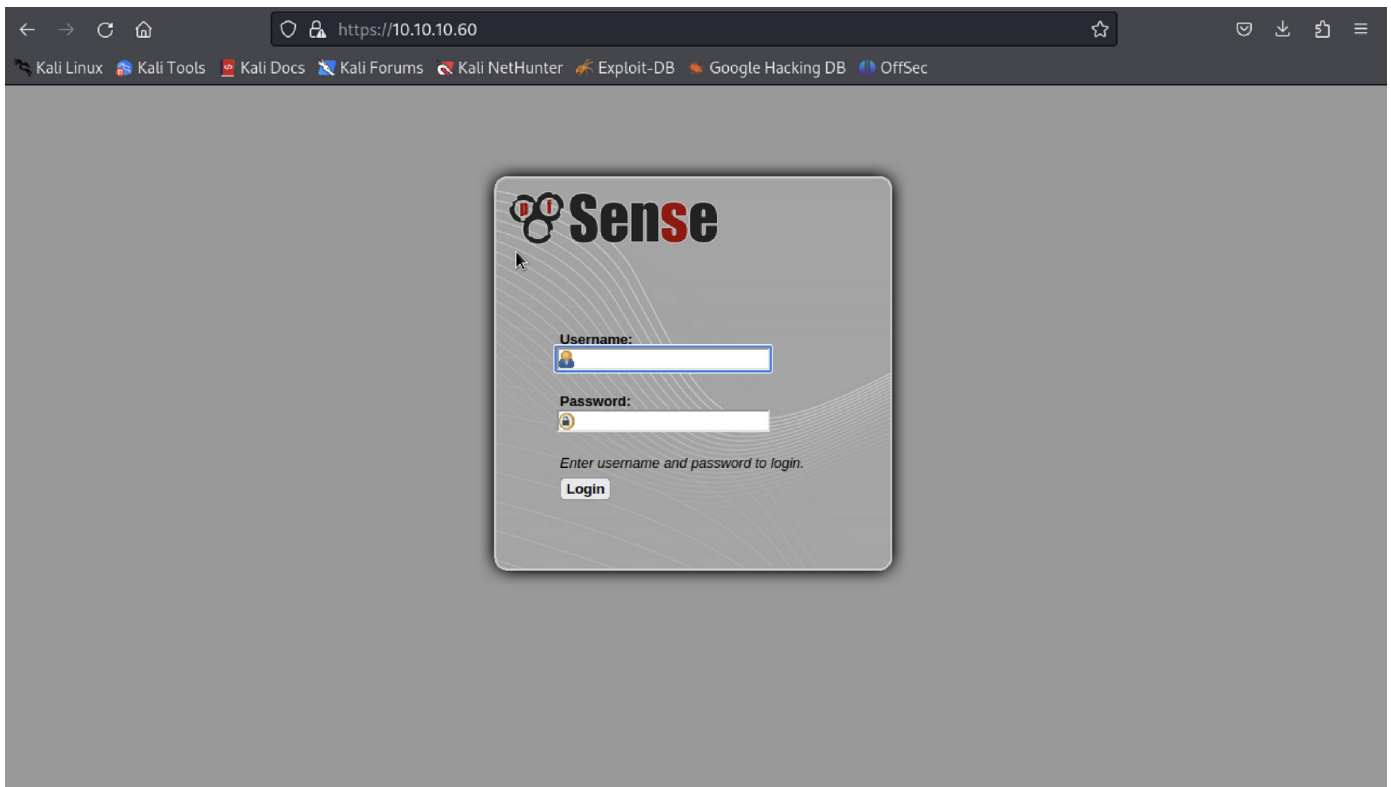 https://10.10.10.60
Kali Linux Kali Tools Kali Docs Kali Forums Kali NetHunter Exploit-DB Google Hacking DB OffSec
pf Sense
Username:
Password:
Enter username and password to login.
Login